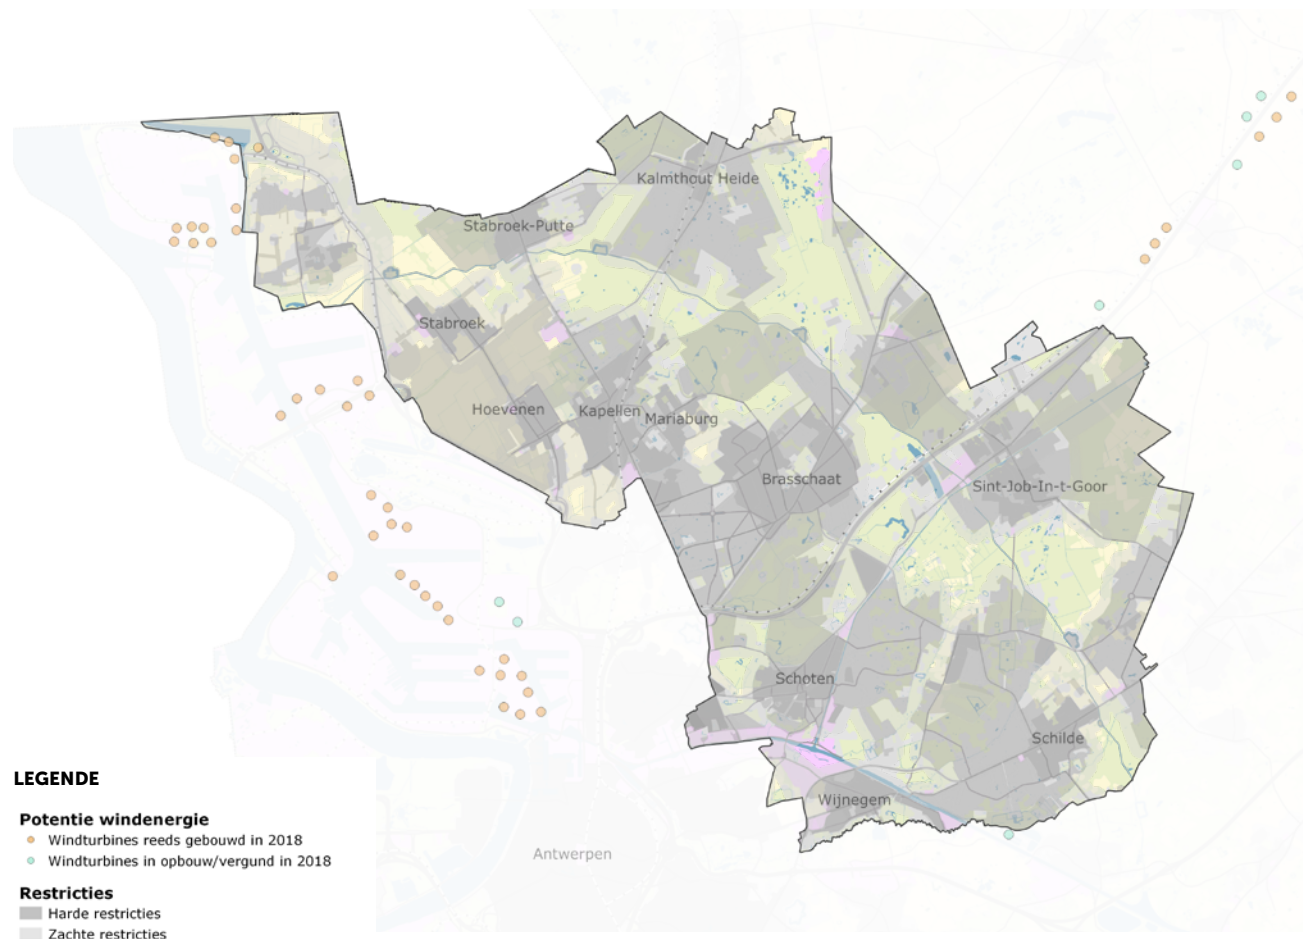 Kalmthout Heide
Stabroek-Putte
Stabroek
Hoevenen
Kapellen
Mariaburg
Brasschaat
Sint-Job-In-t-Goor
Schoten
Schilde
Wijnegem
Antwerpen
LEGENDE
Potentie windenergie
Windturbines reeds gebouwd in 2018
Windturbines in opbouw/vergund in 2018
Restricties
Harde restricties
Zachte restricties